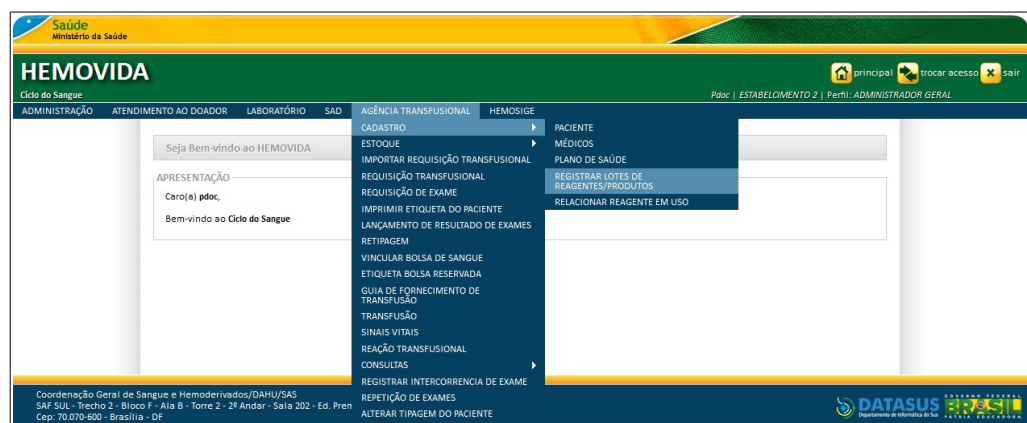 Saúde
Ministério da Saúde
HEMOVIDA
Ciclo do Sangue
principal trocar acesso sair
Pdoc | ESTABELCIMENTO 2 | Perfil: ADMINISTRADOR GERAL
ADMINISTRAÇÃO ATENDIMENTO AO DOADOR LABORATÓRIO SAD AGÊNCIA TRANSFUSIONAL HEMOSIGE
Seja Bem-vindo ao HEMOVIDA
APRESENTAÇÃO
Caro(a) pdoc,
Bem-vindo ao Ciclo do Sangue
CADASTRO
ESTOQUE
IMPORTAR REQUISIÇÃO TRANSFUSIONAL
REQUISIÇÃO TRANSFUSIONAL
REQUISIÇÃO DE EXAME
IMPRIMIR ETIQUETA DO PACIENTE
LANÇAMENTO DE RESULTADO DE EXAMES
RETIPAGEM
VINCULAR BOLSA DE SANGUE
ETIQUETA BOLSA RESERVADA
GUIA DE FORNECIMENTO DE
TRANSFUSÃO
TRANSFUSÃO
SINAIS VITAIS
REAÇÃO TRANSFUSIONAL
CONSULTAS
REGISTRAR INTERCORRENCIA DE EXAME
REPETIÇÃO DE EXAMES
ALTERAR TIPAGEM DO PACIENTE
PACIENTE
MÉDICOS
PLANO DE SAÚDE
REGISTRAR LOTES DE
REAGENTES/PRODUTOS
RELACIONAR REAGENTE EM USO
Coordenação Geral de Sangue e Hemoderivados/DAHU/SAS
SAF SUL - Trecho 2 - Bloco F - Ala B - Torre 2 - 2º Andar - Sala 202 - Ed. Pren
Cep: 70.070-600 - Brasília - DF
DATASUS
Departamento de Informática do Sus
GOVERNO FEDERAL
BRASIL
PÁTRIA EDUCADORA